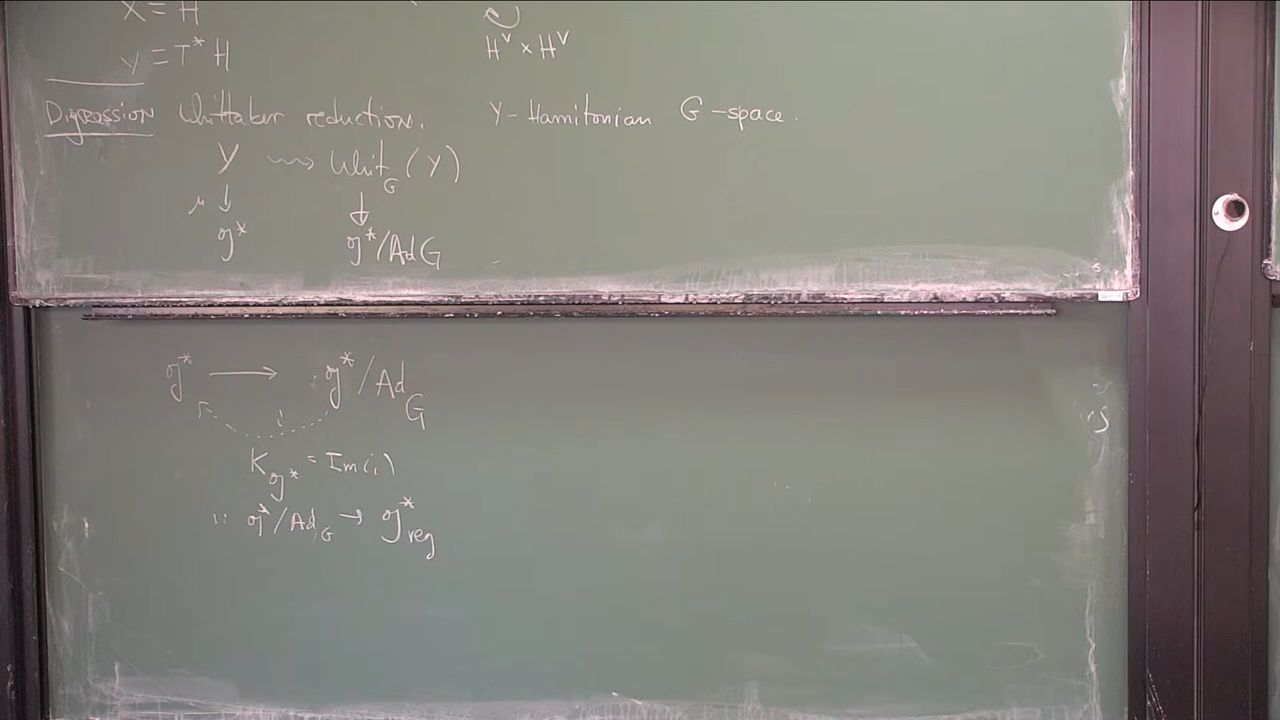 X = H
Y = T* H
H^v × H^v
Digression Whittaker reduction. Y - Hamitonian G-space.
Y ⇝ Whit_G (Y)
μ ↓ ↓
𝔤* 𝔤*/Ad G
𝔤* ⟶ 𝔤*/Ad_G
i
K_𝔤* = Im(i)
i: 𝔤*/Ad_G → 𝔤*_reg